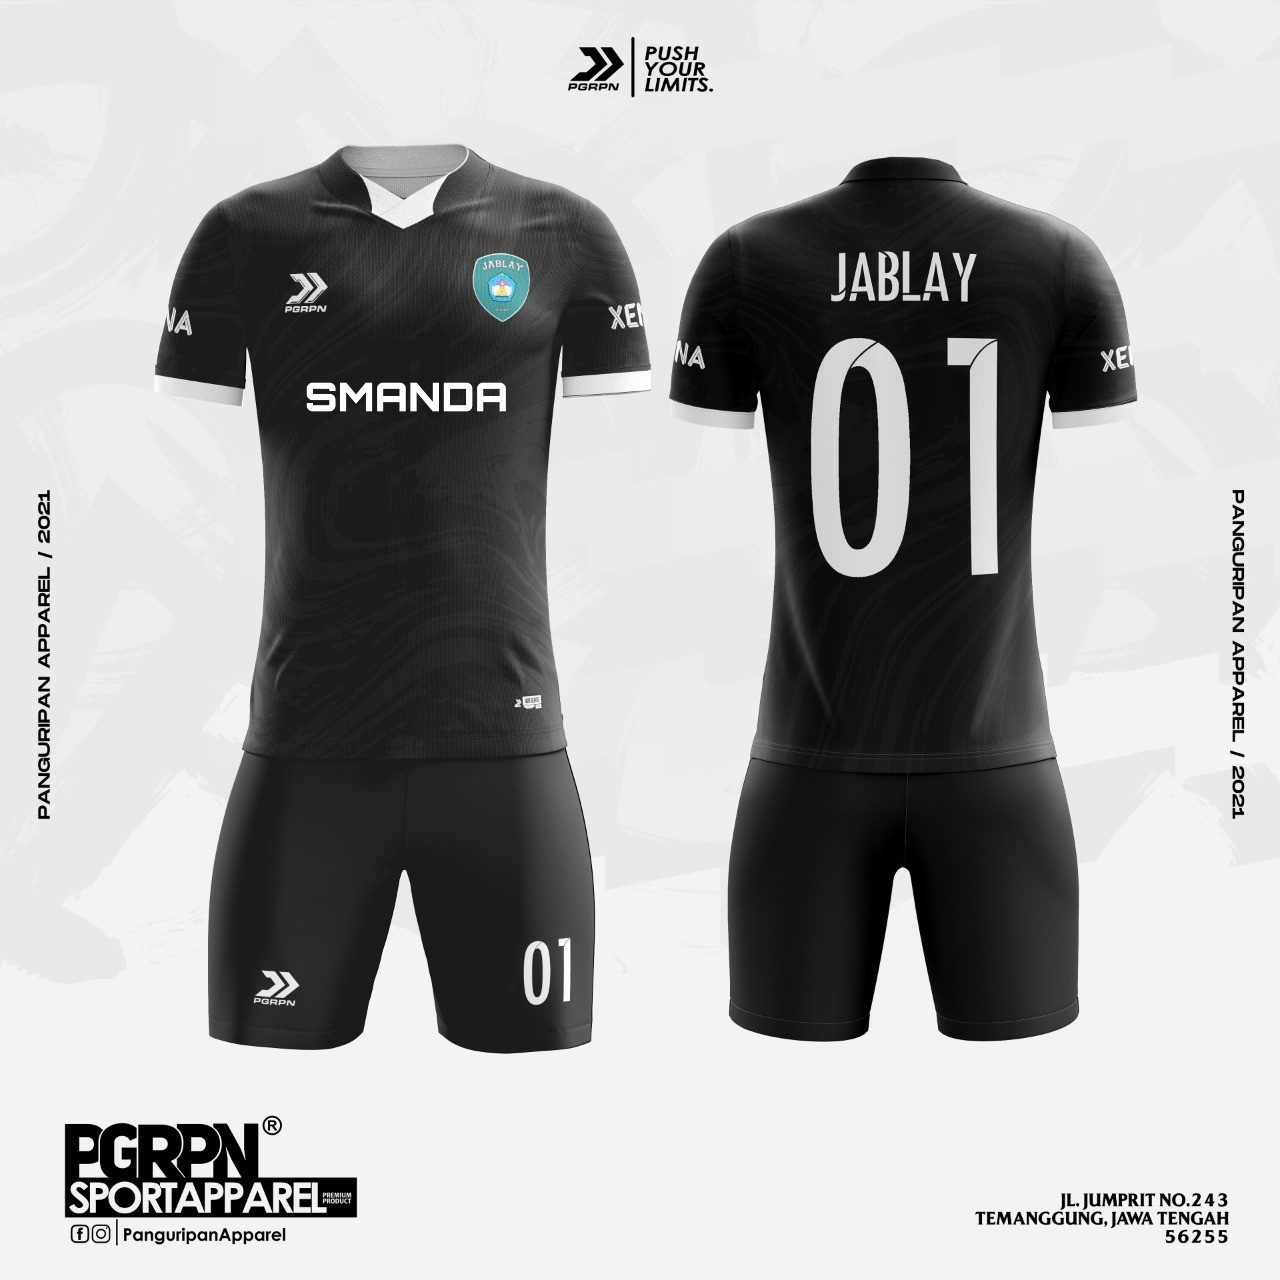 PGRPN
PUSH
YOUR
LIMITS.
JABLAY
PGRPN
NA
XEN
SMANDA
PGRPN
01
JABLAY
01
NA
XE
PANGURIPAN APPAREL / 2021
PANGURIPAN APPAREL / 2021
PGRPN®
SPORTAPPAREL PREMIUM PRODUCT
PanguripanApparel
JL. JUMPRIT NO.243
TEMANGGUNG, JAWA TENGAH
56255